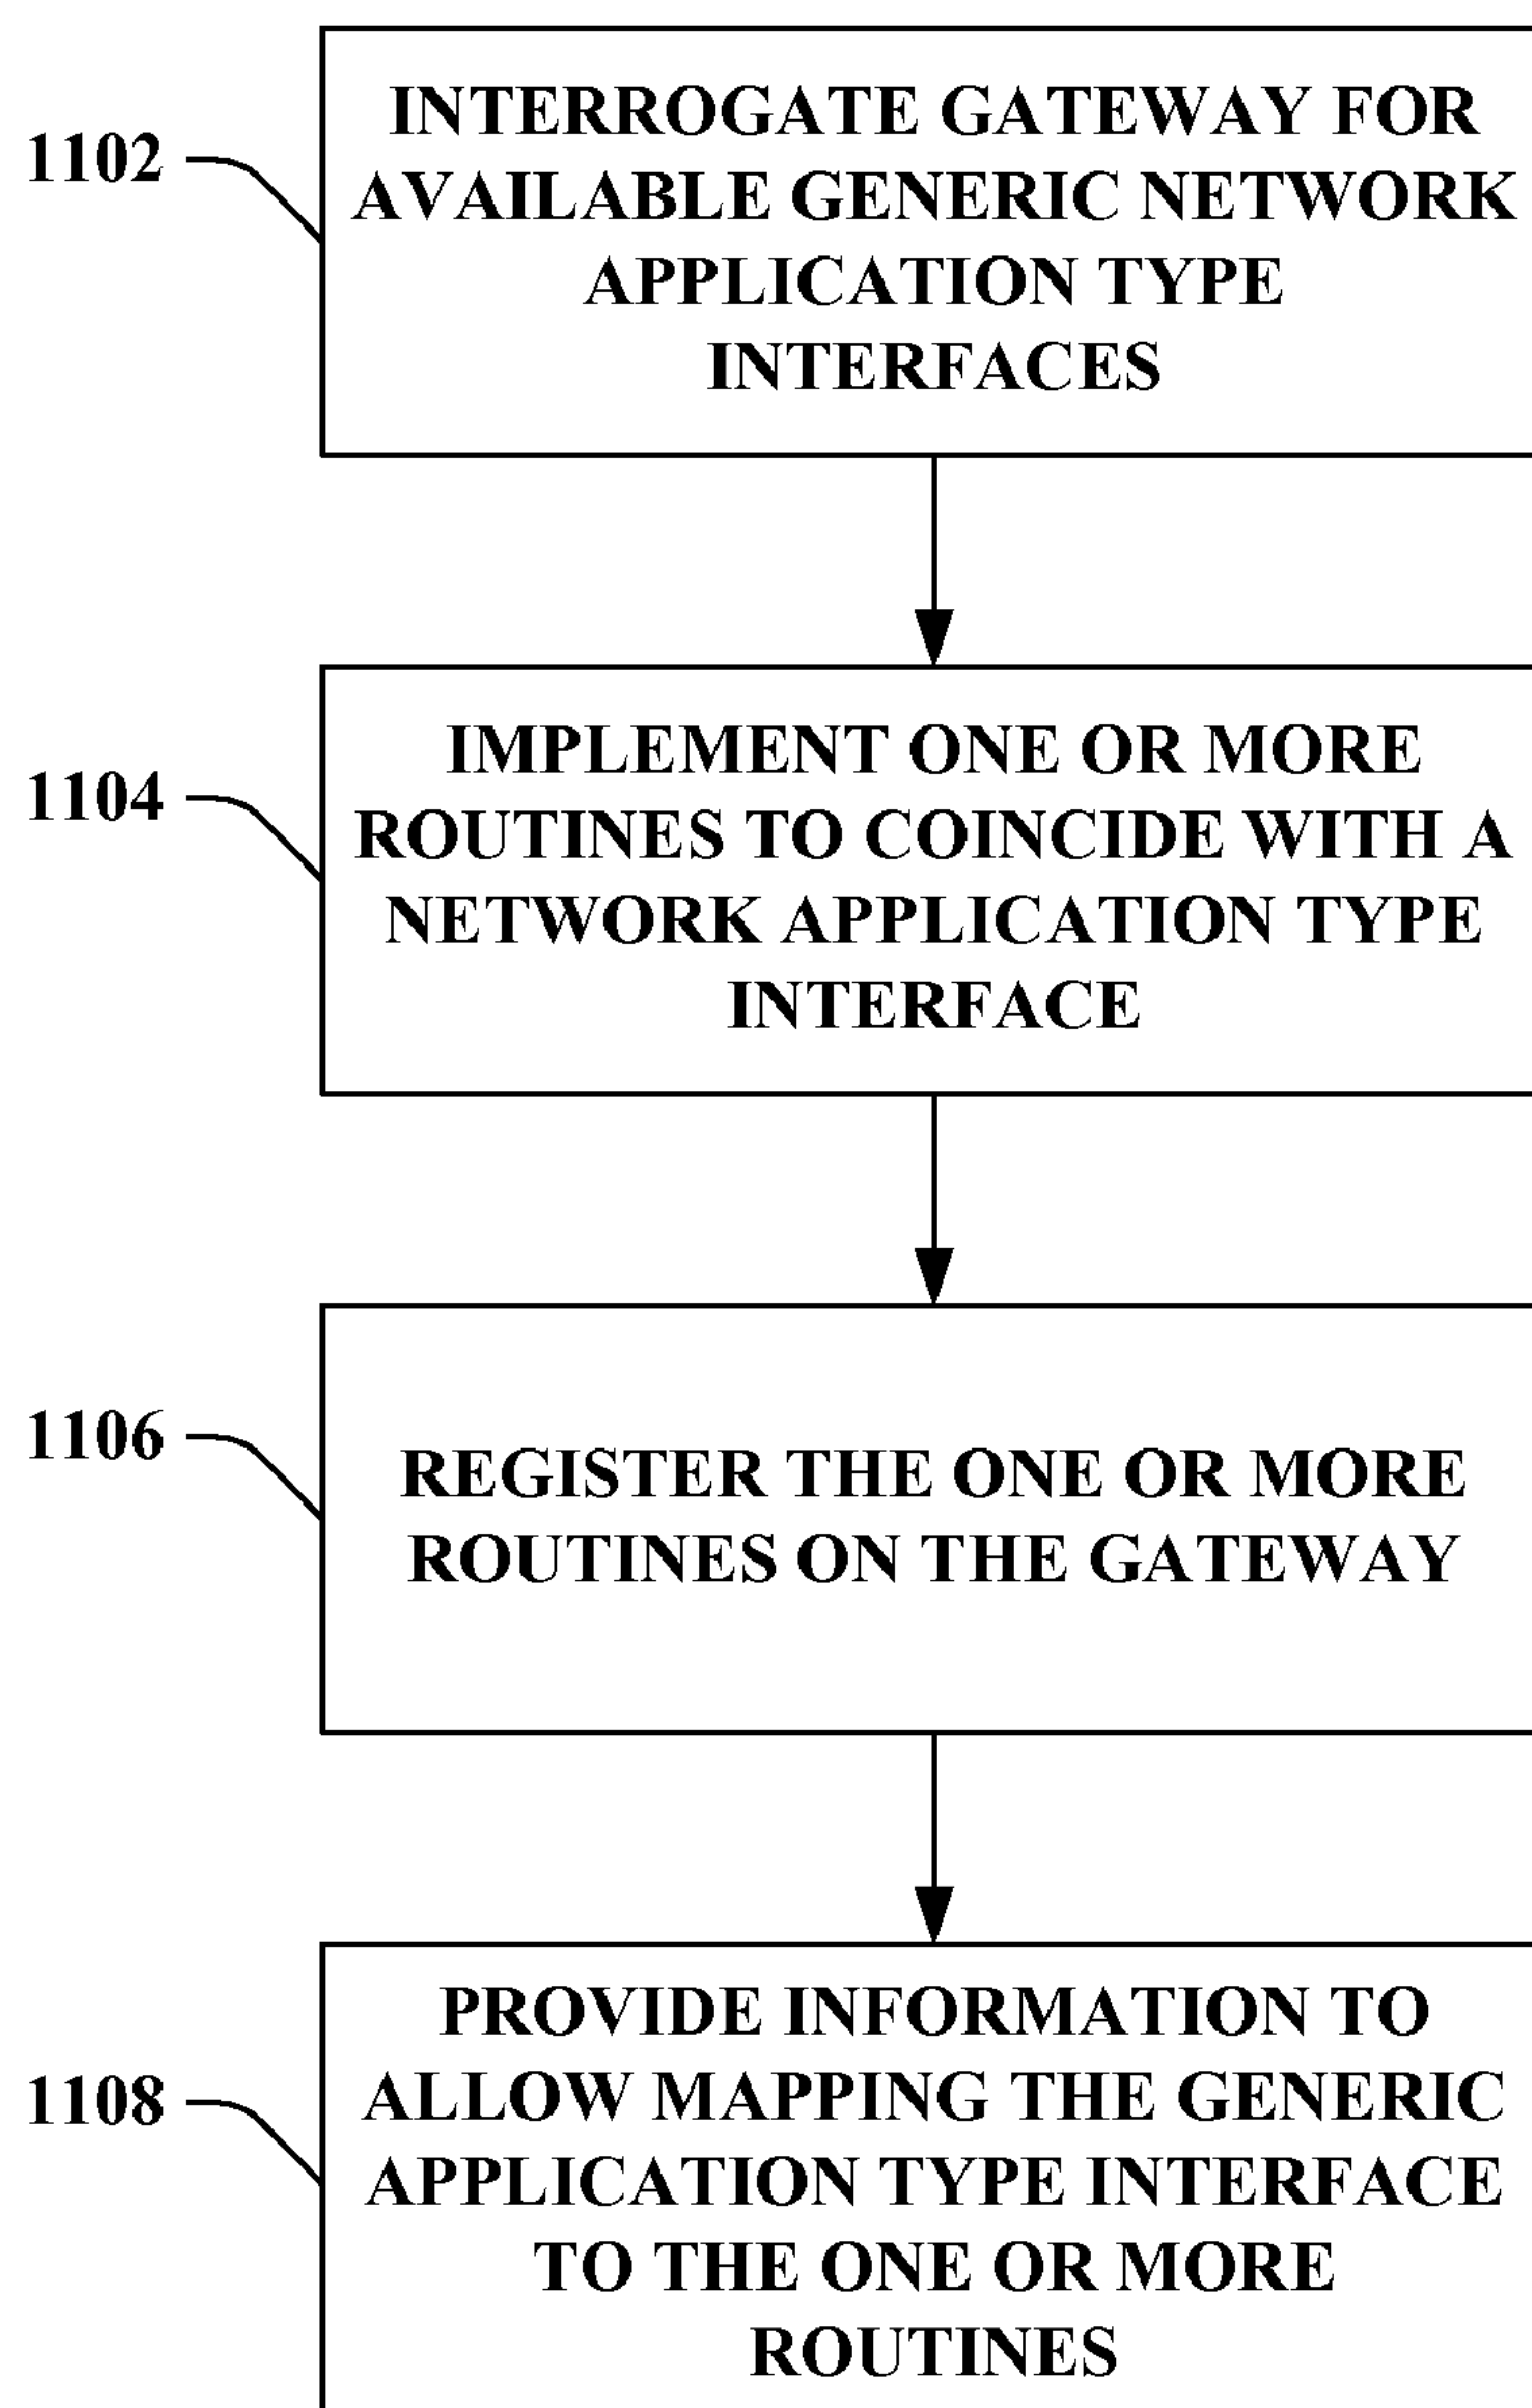 1102
INTERROGATE GATEWAY FOR
AVAILABLE GENERIC NETWORK
APPLICATION TYPE
INTERFACES
1104
IMPLEMENT ONE OR MORE
ROUTINES TO COINCIDE WITH A
NETWORK APPLICATION TYPE
INTERFACE
1106
REGISTER THE ONE OR MORE
ROUTINES ON THE GATEWAY
1108
PROVIDE INFORMATION TO
ALLOW MAPPING THE GENERIC
APPLICATION TYPE INTERFACE
TO THE ONE OR MORE
ROUTINES